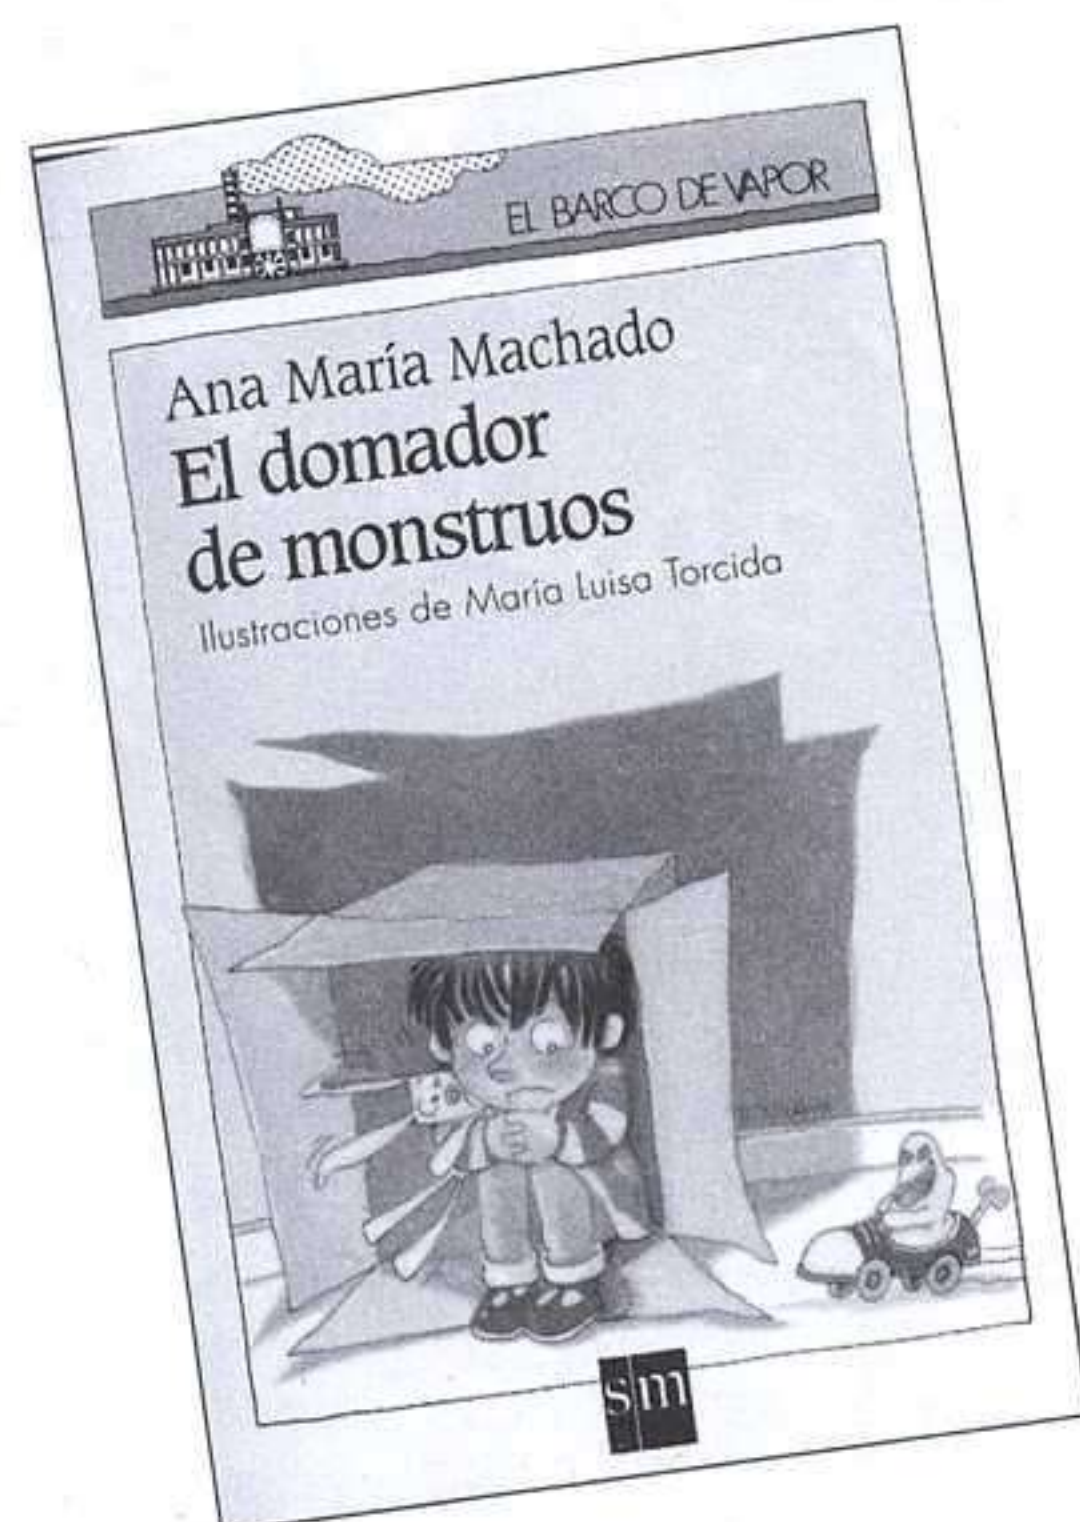 EL BARCO DE VAPOR
Ana María Machado
El domador
de monstruos
Ilustraciones de María Luisa Torcida
sm